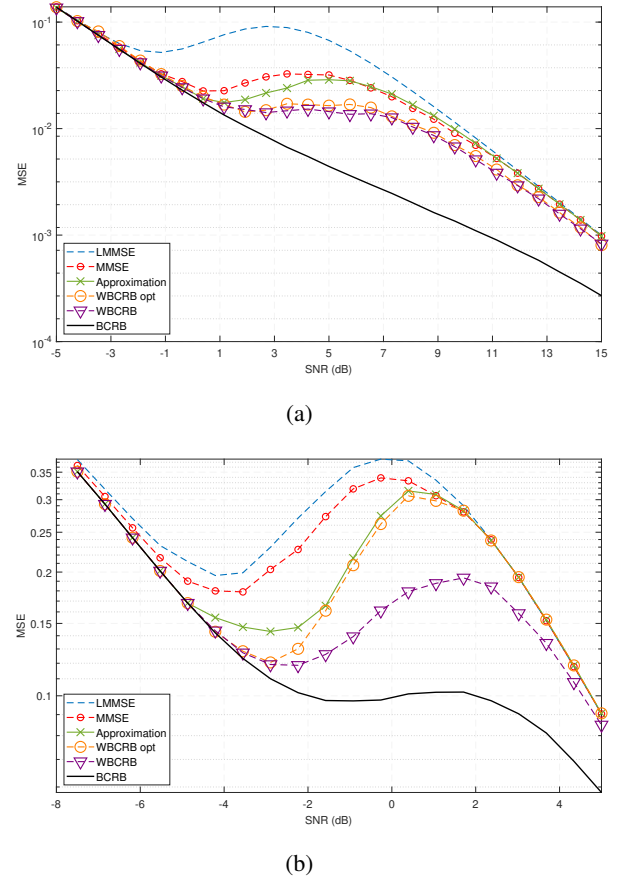 10^-1
10^-2
10^-3
10^-4
MSE
-5 -3 -1 1 3 5 7 9 11 13 15
SNR (dB)
LMMSE
MMSE
Approximation
WBCRB opt
WBCRB
BCRB
(a)
0.35
0.3
0.25
0.2
0.15
0.1
MSE
-8 -6 -4 -2 0 2 4
SNR (dB)
LMMSE
MMSE
Approximation
WBCRB opt
WBCRB
BCRB
(b)